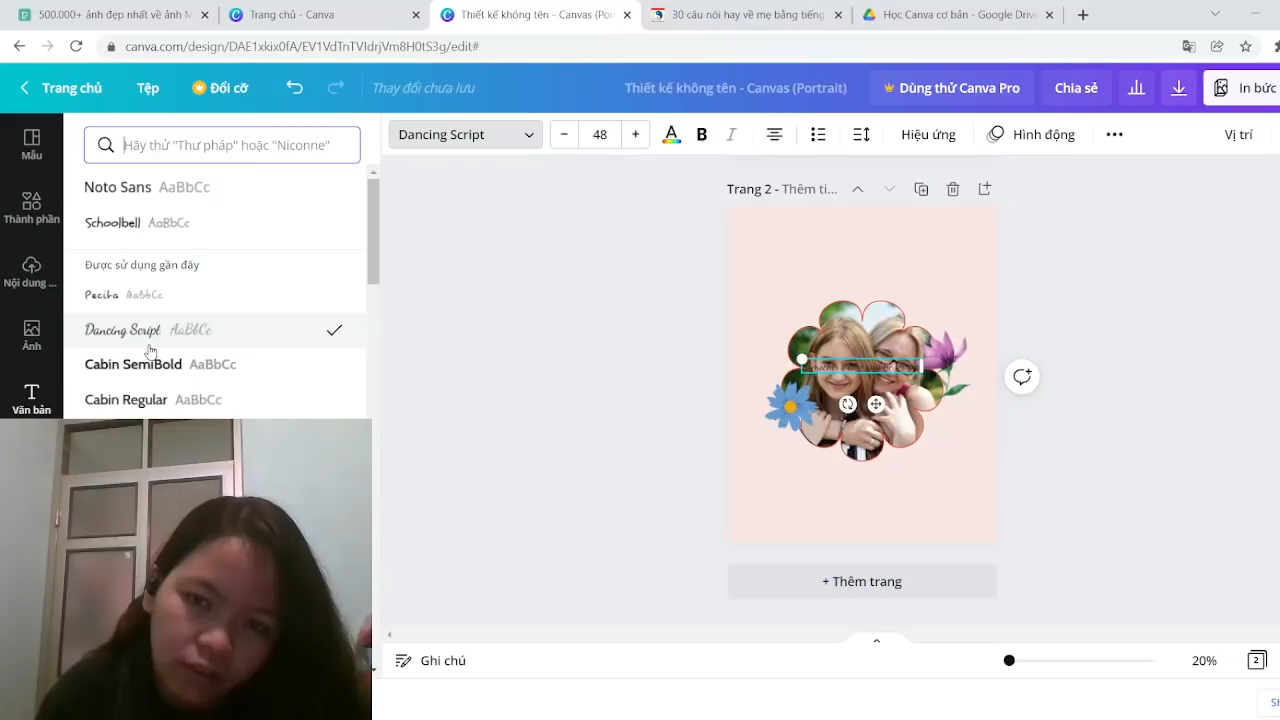 500.000+ ảnh đẹp nhất về ảnh M
Trang chủ - Canva
Thiết kế không tên - Canvas (Por
30 câu nói hay về mẹ bằng tiếng
Học Canva cơ bản - Google Driv
canva.com/design/DAE1xkix0fA/EV1VdTnTVIdrjVm8H0tS3g/edit#
Trang chủ
Tệp
Đổi cỡ
Thay đổi chưa lưu
Thiết kế không tên - Canvas (Portrait)
Dùng thử Canva Pro
Chia sẻ
In bức
Mẫu
Thành phần
Nội dung ...
Ảnh
Văn bản
Hãy thử "Thư pháp" hoặc "Niconne"
Noto Sans AaBbCc
Schoolbell AaBbCc
Được sử dụng gần đây
Pecita AaBbCc
Dancing Script AaBbCc
Cabin SemiBold AaBbCc
Cabin Regular AaBbCc
Dancing Script
– 48 +
A B I
Hiệu ứng
Hình động
Vị trí
Trang 2 - Thêm ti...
+ Thêm trang
Ghi chú
20%
2